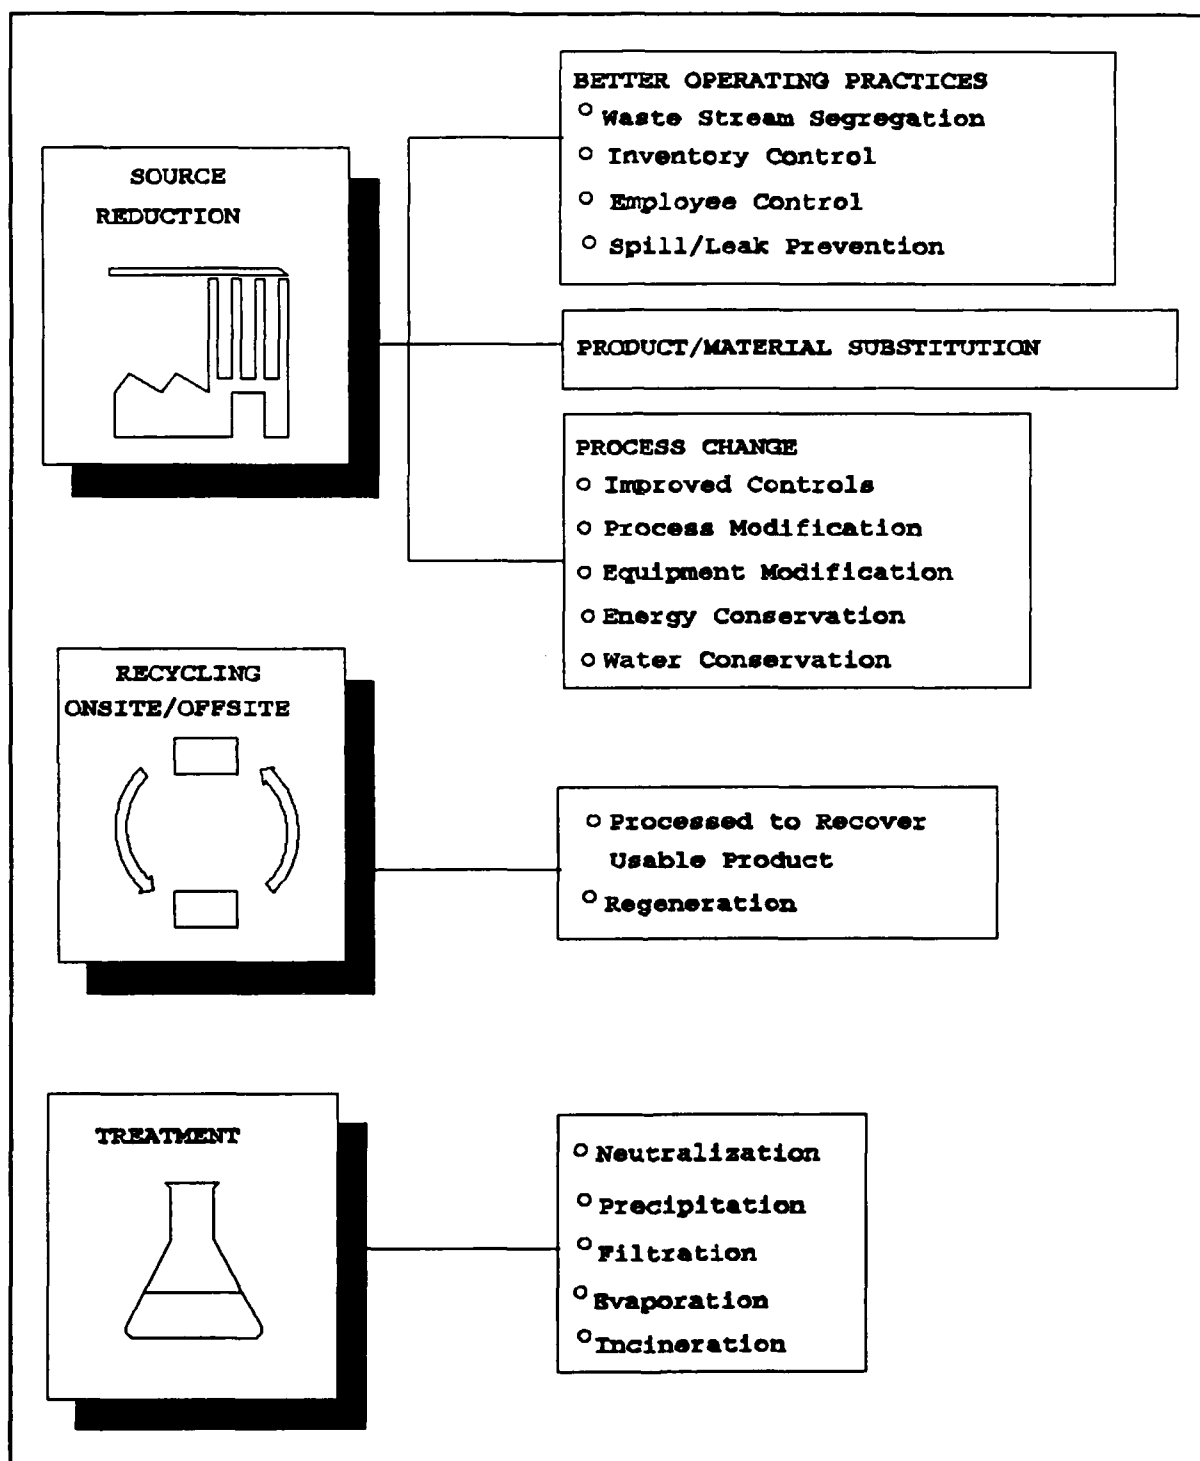 SOURCE
REDUCTION
BETTER OPERATING PRACTICES
○ Waste Stream Segregation
○ Inventory Control
○ Employee Control
○ Spill/Leak Prevention
PRODUCT/MATERIAL SUBSTITUTION
PROCESS CHANGE
○ Improved Controls
○ Process Modification
○ Equipment Modification
○ Energy Conservation
○ Water Conservation
RECYCLING
ONSITE/OFFSITE
○ Processed to Recover
Usable Product
○ Regeneration
TREATMENT
○ Neutralization
○ Precipitation
○ Filtration
○ Evaporation
○ Incineration